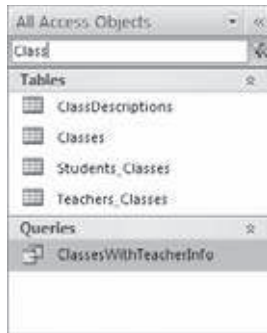 All Access Objects
Class
Tables
ClassDescriptions
Classes
Students_Classes
Teachers_Classes
Queries
ClassesWithTeacherInfo